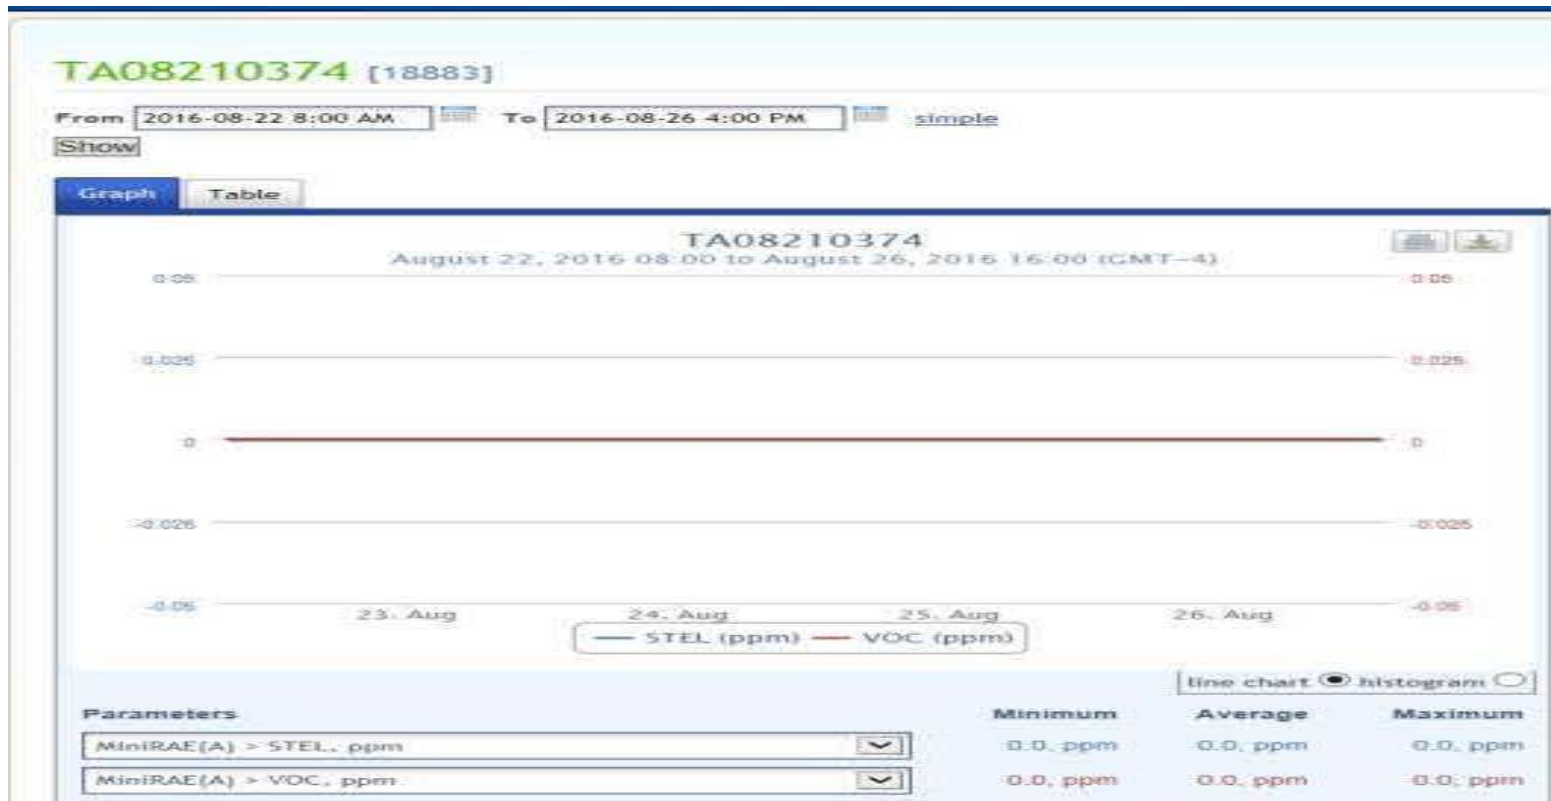 TA08210374 [18883]
From 2016-08-22 8:00 AM To 2016-08-26 4:00 PM simple
Show
Graph Table
TA08210374
August 22, 2016 08:00 to August 26, 2016 16:00 (GMT-4)
0.05 0.05
0.025 0.025
0 0
-0.025 -0.025
-0.05 -0.05
23. Aug 24. Aug 25. Aug 26. Aug
STEL (ppm) VOC (ppm)
line chart histogram
Parameters Minimum Average Maximum
MiniRAE(A) > STEL, ppm 0.0, ppm 0.0, ppm 0.0, ppm
MiniRAE(A) > VOC, ppm 0.0, ppm 0.0, ppm 0.0, ppm